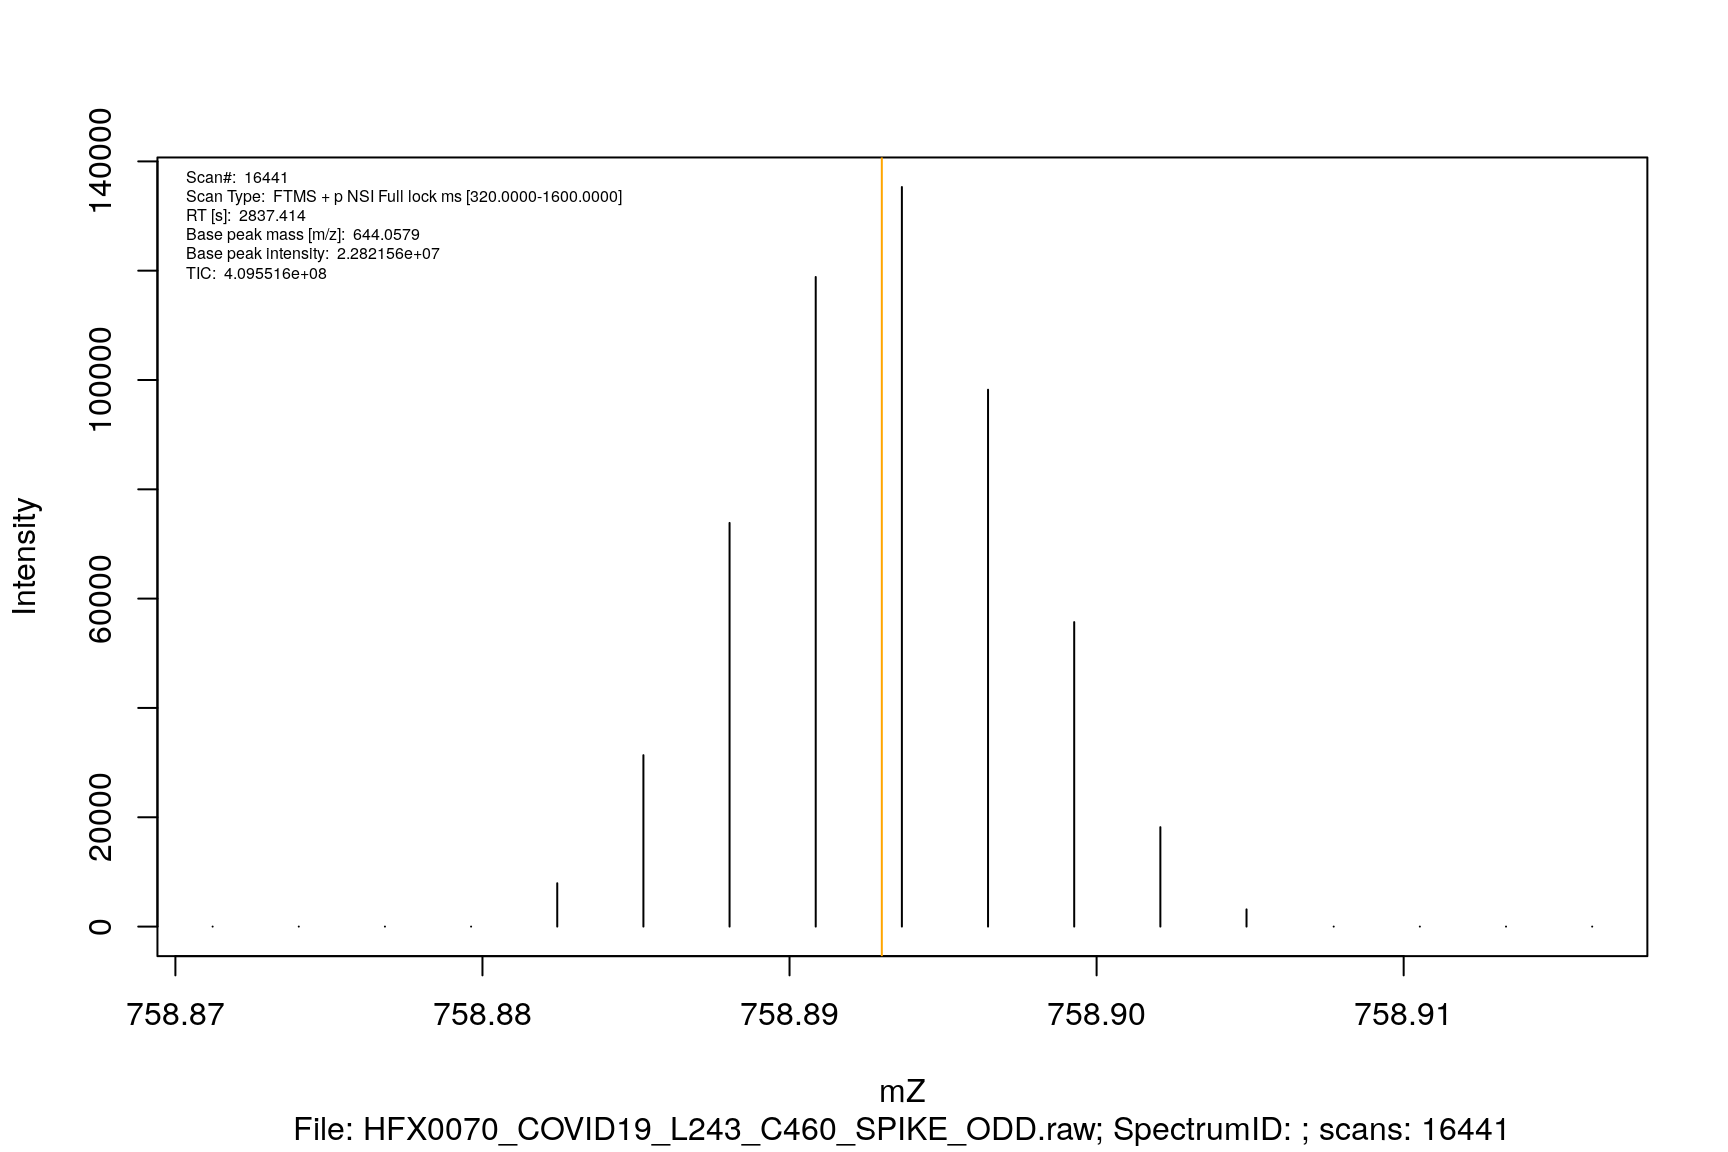 Scan#: 16441
Scan Type: FTMS + p NSI Full lock ms [320.0000-1600.0000]
RT [s]: 2837.414
Base peak mass [m/z]: 644.0579
Base peak intensity: 2.282156e+07
TIC: 4.095516e+08
Intensity
140000
100000
60000
20000
0
758.87 758.88 758.89 758.90 758.91
mZ
File: HFX0070_COVID19_L243_C460_SPIKE_ODD.raw; SpectrumID: ; scans: 16441